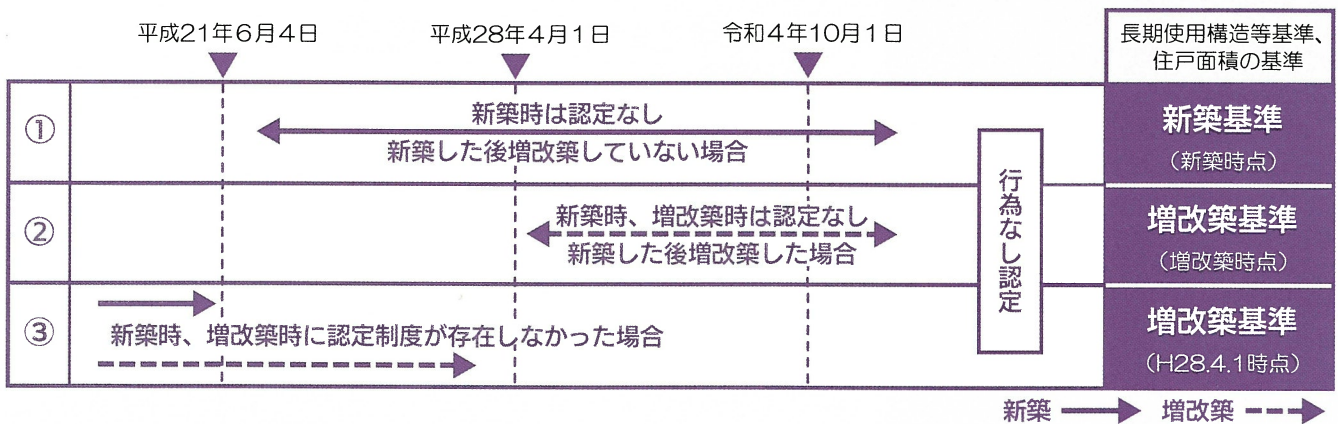 平成21年6月4日
平成28年4月1日
令和4年10月1日
長期使用構造等基準、
住戸面積の基準
①
新築時は認定なし
新築した後増改築していない場合
新築基準
(新築時点)
②
新築時、増改築時は認定なし
新築した後増改築した場合
増改築基準
(増改築時点)
③
新築時、増改築時に認定制度が存在しなかった場合
増改築基準
(H28.4.1時点)
行為なし認定
新築
増改築